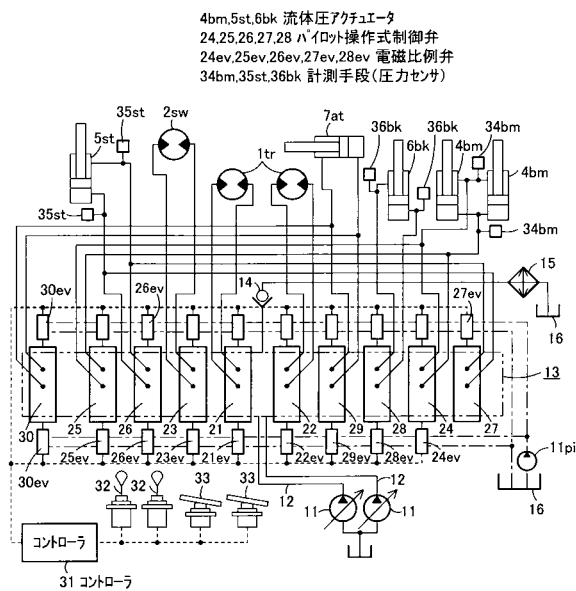 4bm,5st,6bk 流体圧アクチュエータ
24,25,26,27,28 パイロット操作式制御弁
24ev,25ev,26ev,27ev,28ev 電磁比例弁
34bm,35st,36bk 計測手段(圧力センサ)
35st 2sw 7at 36bk 36bk 34bm
5st 1tr 6bk 4bm 4bm
35st 34bm
30ev 26ev 14 27ev 15
16
13
30 25 26 23 21 22 29 28 24 27
25ev 26ev 23ev 21ev 22ev 29ev 28ev 24ev 11pi
30ev 32 32 33 33 12 12 16
11 11
コントローラ
31 コントローラ